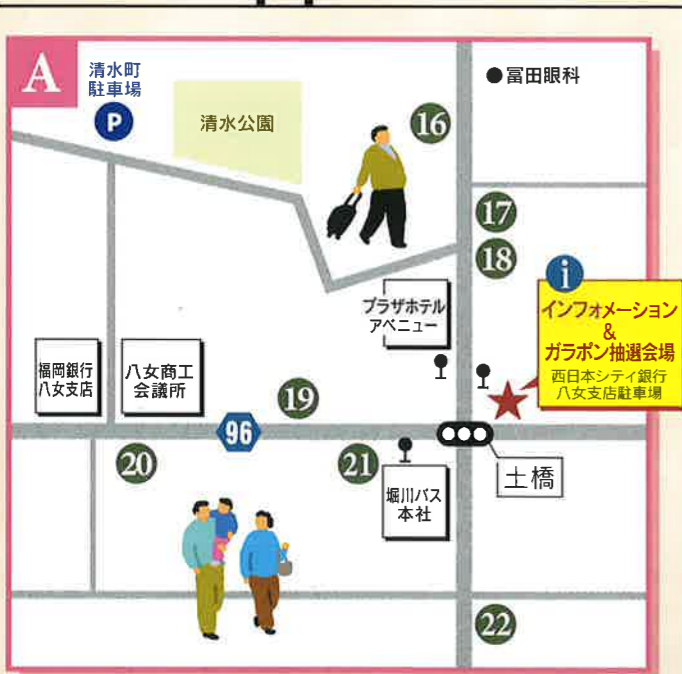 A
清水町
駐車場
P
清水公園
冨田眼科
16
17
18
i
インフォメーション
&
ガラポン抽選会場
西日本シティ銀行
八女支店駐車場
プラザホテル
アベニュー
福岡銀行
八女支店
八女商工
会議所
19
96
20
21
堀川バス
本社
土橋
22